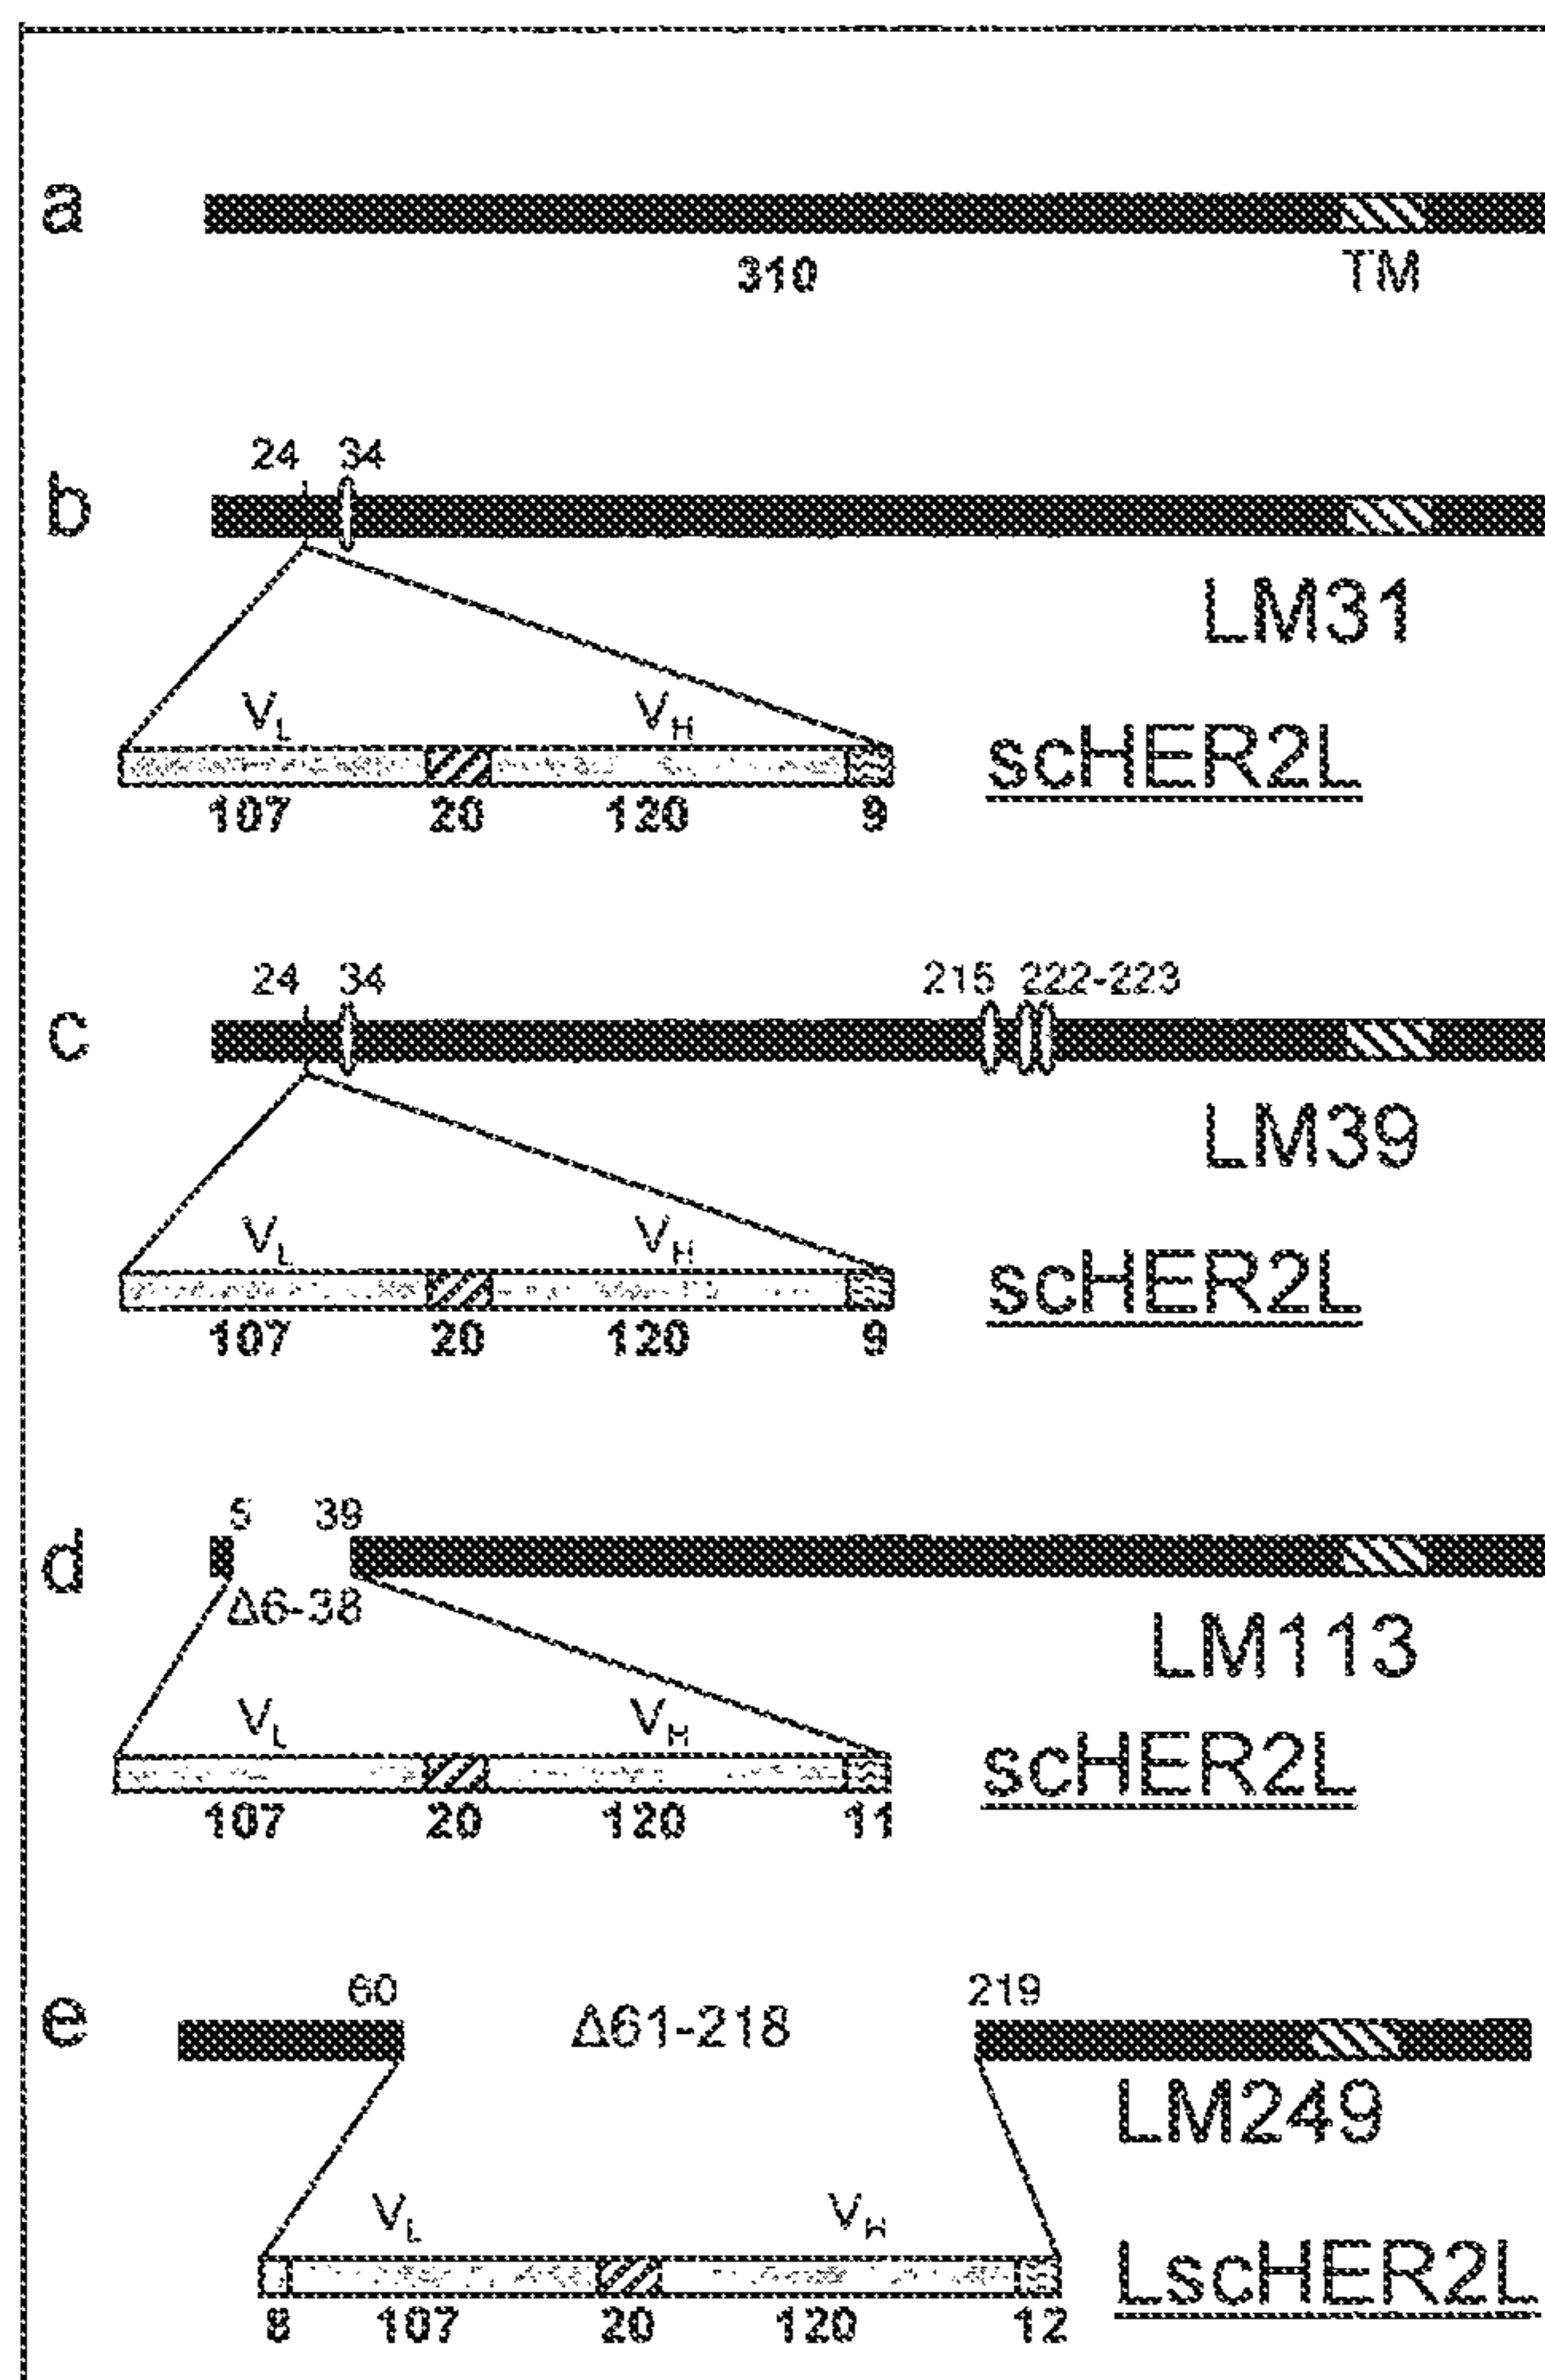 a
310 TM
24 34
b
LM31
VL VH
scHER2L
107 20 120 9
24 34 215 222-223
c
LM39
VL VH
scHER2L
107 20 120 9
5 39
d
Δ6-38
LM113
VL VH
scHER2L
107 20 120 11
60 219
e Δ61-218
LM249
VL VH
LscHER2L
8 107 20 120 12